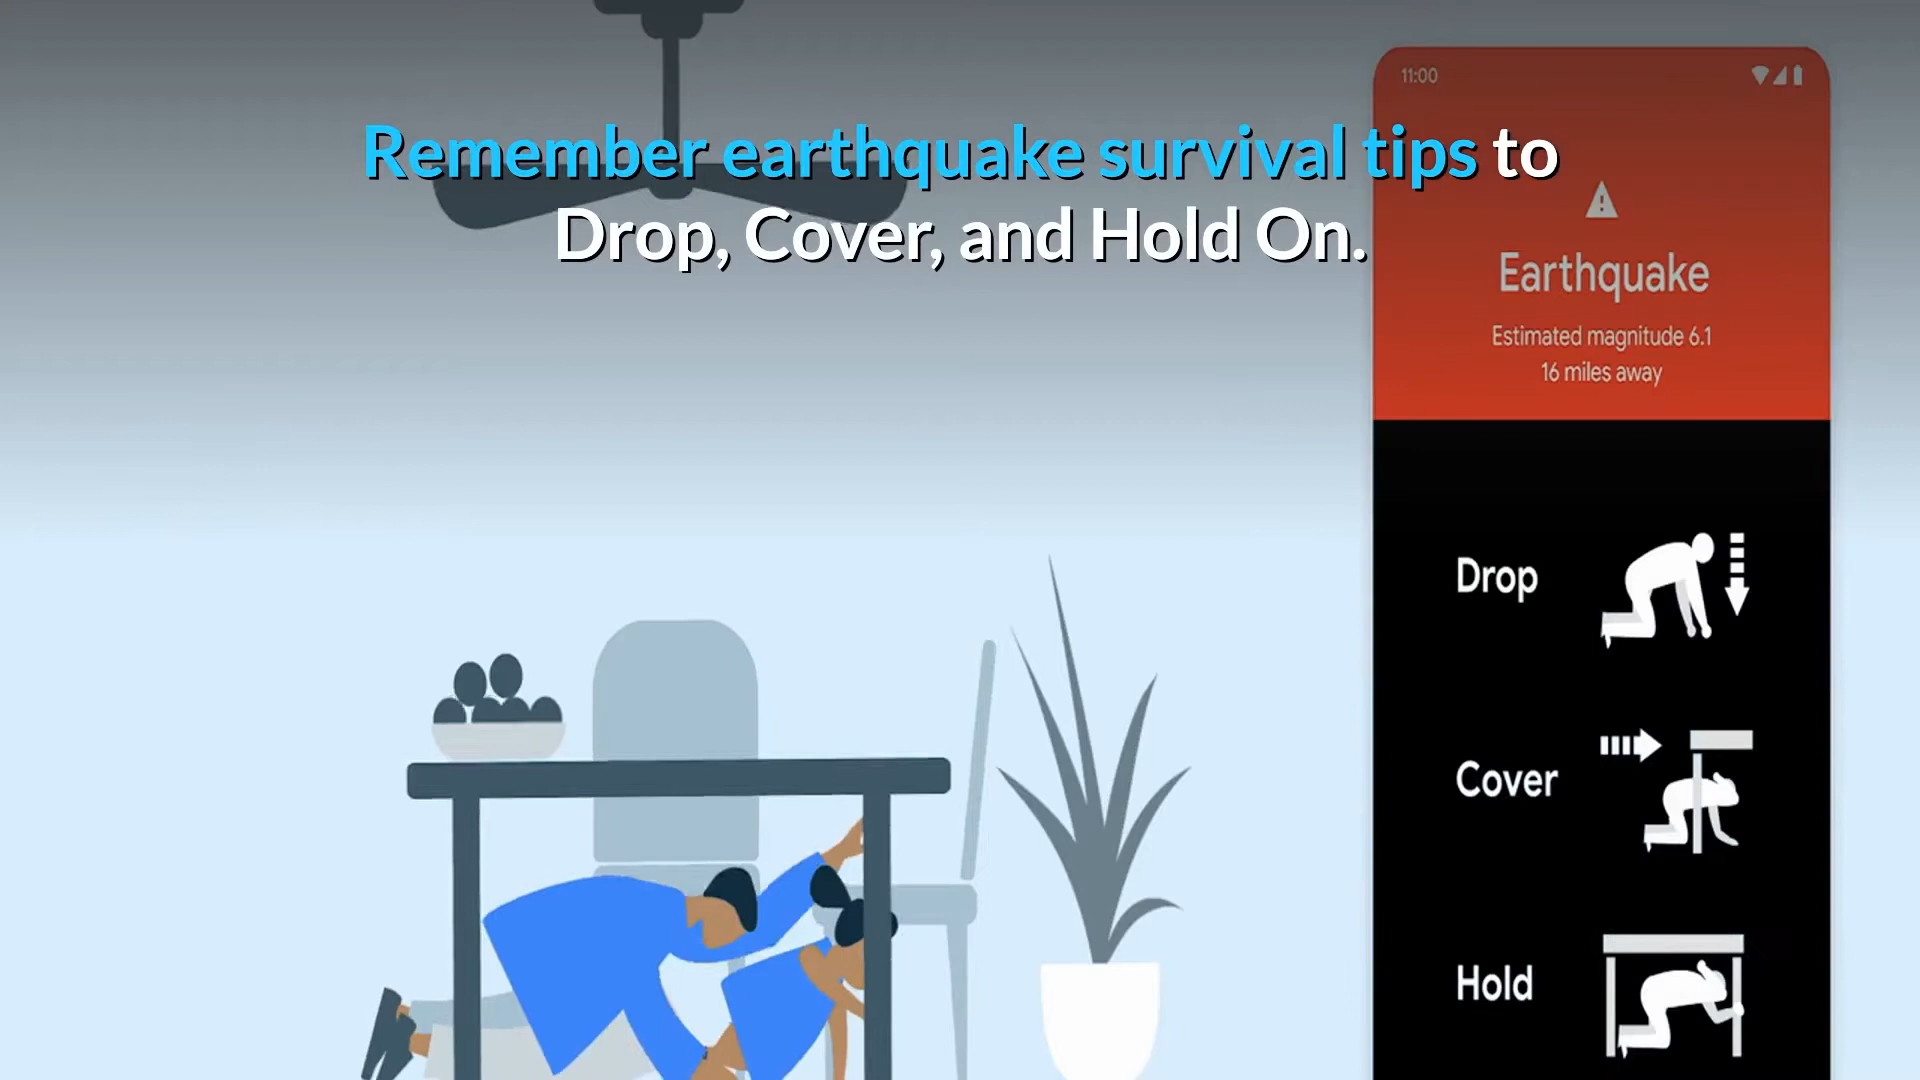 Remember earthquake survival tips to
Drop, Cover, and Hold On.
11:00
Earthquake
Estimated magnitude 6.1
16 miles away
Drop
Cover
Hold